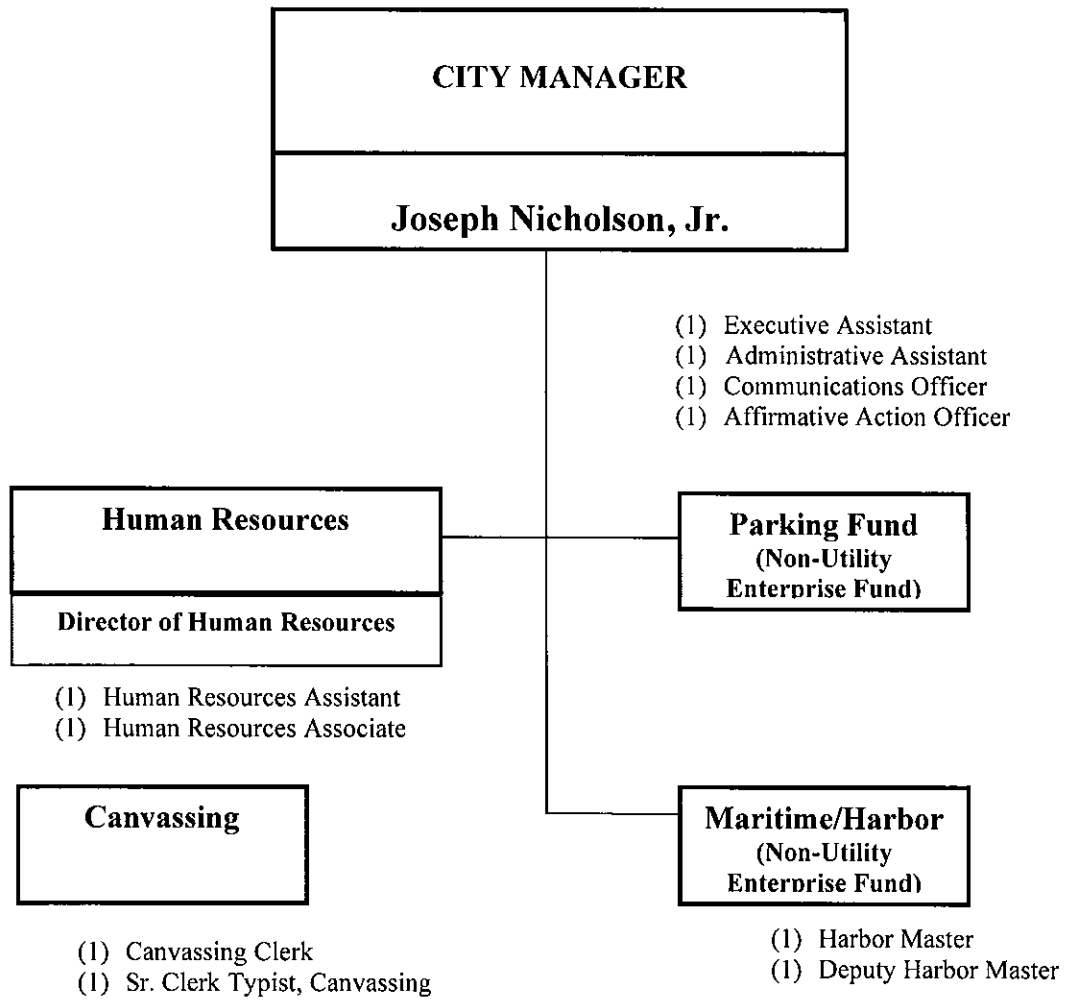 CITY MANAGER
Joseph Nicholson, Jr.
(1) Executive Assistant
(1) Administrative Assistant
(1) Communications Officer
(1) Affirmative Action Officer
Human Resources
Director of Human Resources
(1) Human Resources Assistant
(1) Human Resources Associate
Parking Fund
(Non-Utility
Enterprise Fund)
Canvassing
(1) Canvassing Clerk
(1) Sr. Clerk Typist, Canvassing
Maritime/Harbor
(Non-Utility
Enterprise Fund)
(1) Harbor Master
(1) Deputy Harbor Master